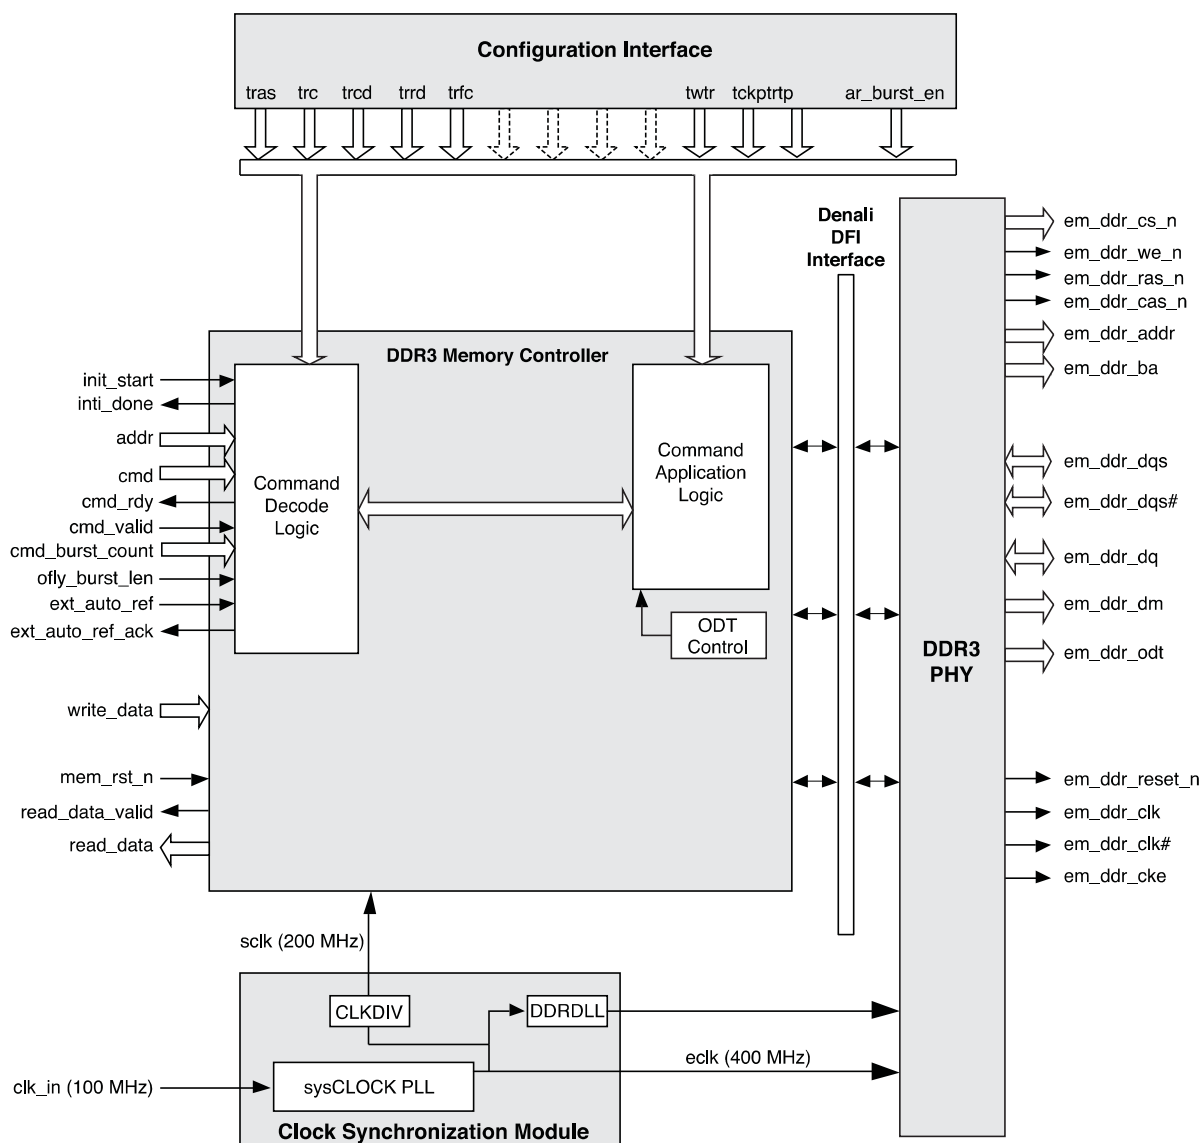 Configuration Interface
tras trc trcd trrd trfc twtr tckptrtp ar_burst_en
Denali
DFI
Interface
DDR3 Memory Controller
init_start
inti_done
addr
cmd
cmd_rdy
cmd_valid
cmd_burst_count
ofly_burst_len
ext_auto_ref
ext_auto_ref_ack
write_data
mem_rst_n
read_data_valid
read_data
Command
Decode
Logic
Command
Application
Logic
ODT
Control
DDR3
PHY
em_ddr_cs_n
em_ddr_we_n
em_ddr_ras_n
em_ddr_cas_n
em_ddr_addr
em_ddr_ba
em_ddr_dqs
em_ddr_dqs#
em_ddr_dq
em_ddr_dm
em_ddr_odt
em_ddr_reset_n
em_ddr_clk
em_ddr_clk#
em_ddr_cke
sclk (200 MHz)
CLKDIV
DDRDLL
eclk (400 MHz)
clk_in (100 MHz)
sysCLOCK PLL
Clock Synchronization Module